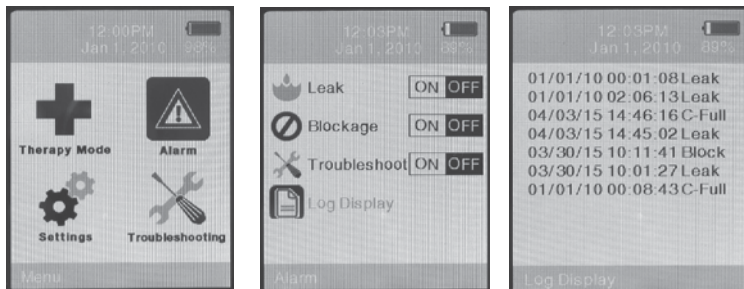 12:00PM
Jan 1, 2010 98%
Therapy Mode Alarm
Settings Troubleshooting
Menu
12:03PM
Jan 1, 2010 89%
Leak ON OFF
Blockage ON OFF
Troubleshoot ON OFF
Log Display
Alarm
12:03PM
Jan 1, 2010 89%
01/01/10 00:01:08 Leak
01/01/10 02:06:13 Leak
04/03/15 14:46:16 C-Full
04/03/15 14:45:02 Leak
03/30/15 10:11:41 Block
03/30/15 10:01:27 Leak
01/01/10 00:08:43 C-Full
Log Display